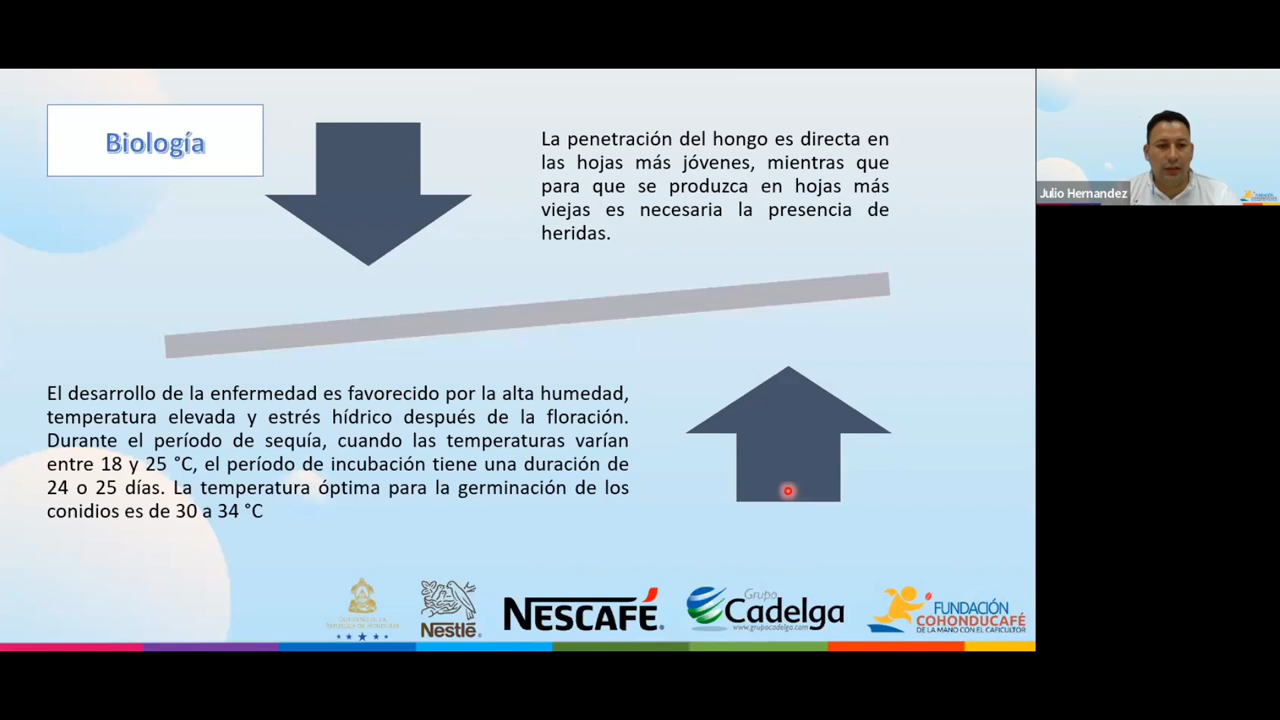 Biología
La penetración del hongo es directa en
las hojas más jóvenes, mientras que
para que se produzca en hojas más
viejas es necesaria la presencia de
heridas.
Julio Hernandez
El desarrollo de la enfermedad es favorecido por la alta humedad,
temperatura elevada y estrés hídrico después de la floración.
Durante el período de sequía, cuando las temperaturas varían
entre 18 y 25 °C, el período de incubación tiene una duración de
24 o 25 días. La temperatura óptima para la germinación de los
conidios es de 30 a 34 °C
Nestlé
NESCAFÉ
Grupo
Cadelga
www.grupocadelga.com
FUNDACIÓN
COHONDUCAFÉ
DE LA MANO CON EL CAFICULTOR